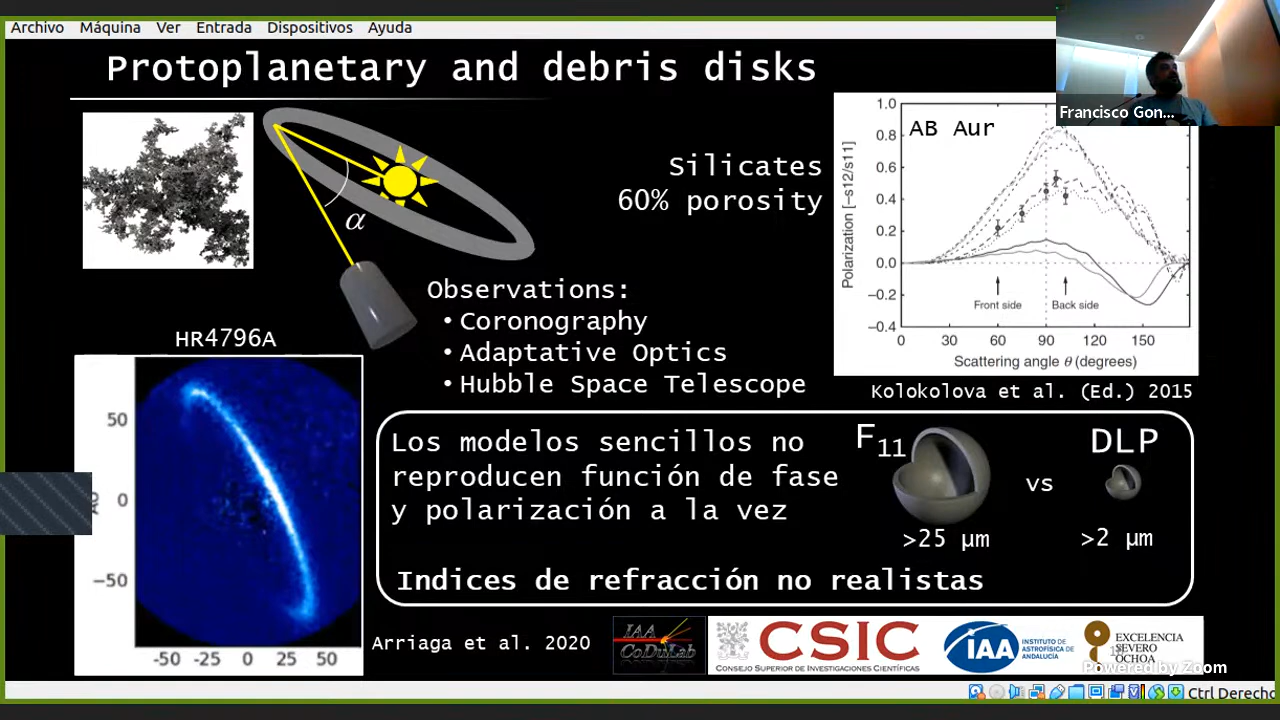 Archivo Máquina Ver Entrada Dispositivos Ayuda
Protoplanetary and debris disks
Francisco Gon...
α
Silicates
60% porosity
AB Aur
Polarization [–s12/s11]
1.0
0.8
0.6
0.4
0.2
0.0
–0.2
–0.4
Front side
Back side
0 30 60 90 120 150
Scattering angle θ (degrees)
Kolokolova et al. (Ed.) 2015
Observations:
• Coronography
• Adaptative Optics
• Hubble Space Telescope
HR4796A
50
0
−50
-50 -25 0 25 50
Arriaga et al. 2020
Los modelos sencillos no
reproducen función de fase
y polarización a la vez
F11
vs
DLP
>25 µm
>2 µm
Indices de refracción no realistas
IAA
CoDuLab
CSIC
CONSEJO SUPERIOR DE INVESTIGACIONES CIENTÍFICAS
IAA
INSTITUTO DE
ASTROFÍSICA DE
ANDALUCÍA
EXCELENCIA
SEVERO
OCHOA
Powered by Zoom
Ctrl Derecho